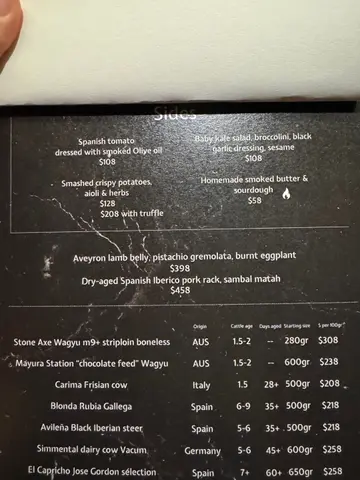 Sides
Spanish tomato
dressed with smoked Olive oil
$108
Baby kale salad, broccolini, black
garlic dressing, sesame
$108
Smashed crispy potatoes,
aioli & herbs
$128
$208 with truffle
Homemade smoked butter &
sourdough
$58
Aveyron lamb belly, pistachio gremolata, burnt eggplant
$398
Dry-aged Spanish Iberico pork rack, sambal matah
$458
Origin Cattle age Days aged Starting size $ per 100gr
Stone Axe Wagyu m9+ striploin boneless AUS 1.5-2 -- 280gr $308
Mayura Station "chocolate feed" Wagyu AUS 1.5-2 -- 600gr $238
Carima Frisian cow Italy 1.5 28+ 500gr $208
Blonda Rubia Gallega Spain 6-9 35+ 500gr $218
Avileña Black Iberian steer Spain 5-6 35+ 500gr $218
Simmental dairy cow Vacum Germany 5-6 45+ 600gr $258
El Capricho Jose Gordon sélection Spain 7+ 60+ 650gr $258